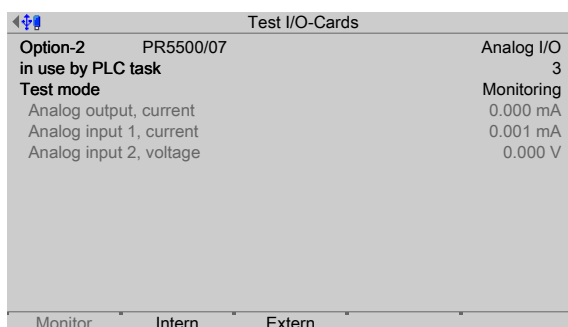 Test I/O-Cards
Option-2 PR5500/07 Analog I/O
in use by PLC task 3
Test mode Monitoring
Analog output, current 0.000 mA
Analog input 1, current 0.001 mA
Analog input 2, voltage 0.000 V
Monitor Intern Extern